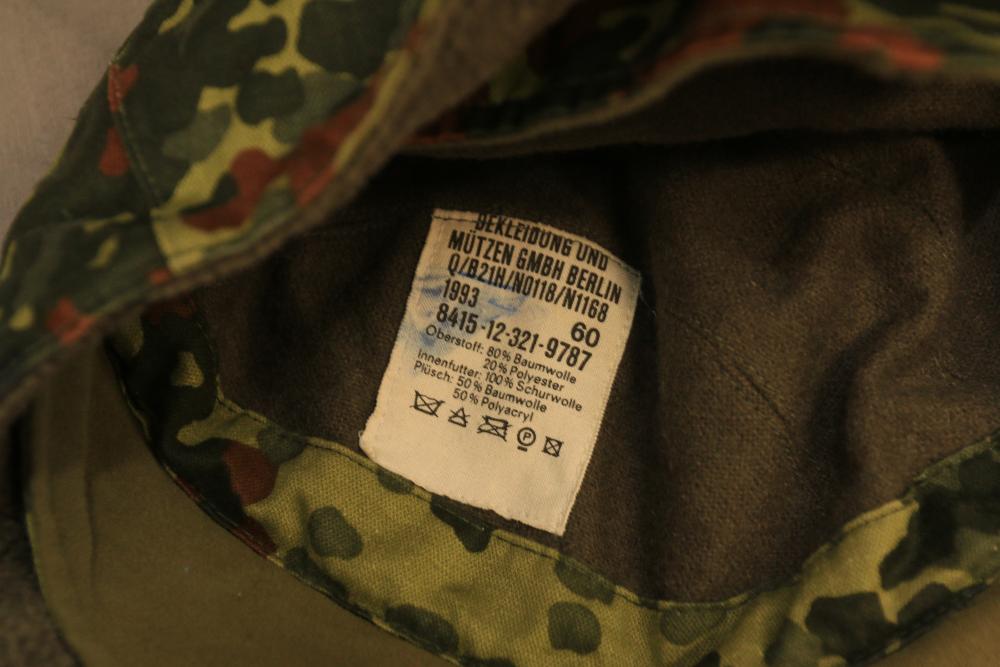 BEKLEIDUNG UND
MÜTZEN GMBH BERLIN
Q/B21H/N0118/N1168
1993 60
8415-12-321-9787
Oberstoff: 80% Baumwolle
20% Polyester
Innenfutter: 100% Schurwolle
Plüsch: 50% Baumwolle
50% Polyacryl
P